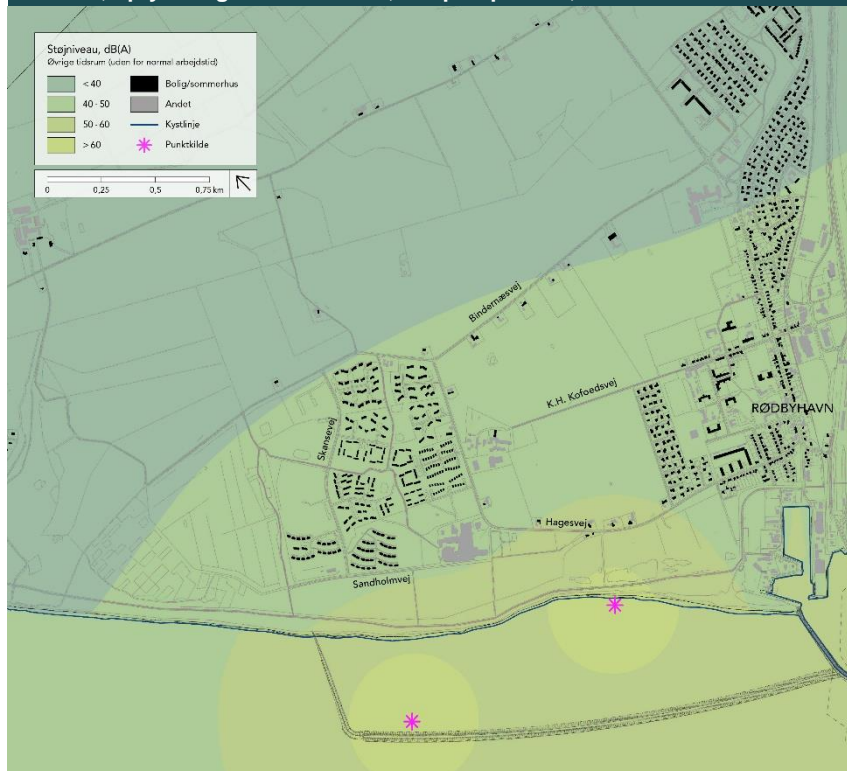 Støjniveau, dB(A)
Øvrige tidsrum (uden for normal arbejdstid)
< 40
Bolig/sommerhus
40 - 50
Andet
50 - 60
Kystlinje
> 60
Punktkilde
0
0,25
0,5
0,75 km
Bindernæsvej
K.H. Kofoedsvej
RØDBYHAVN
Skansevej
Hagesvej
Sandholmvej